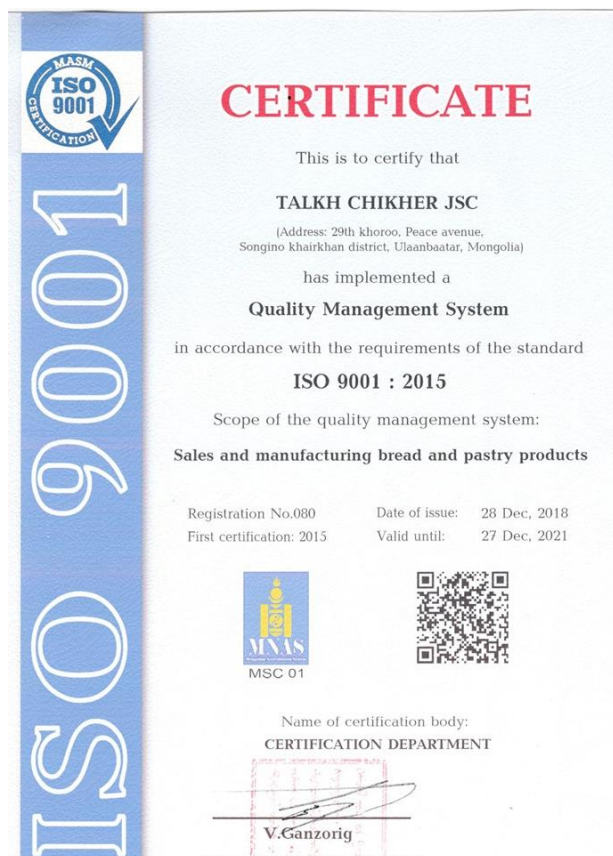 MASM
ISO
9001
CERTIFICATION
ISO 9001
CERTIFICATE
This is to certify that
TALKH CHIKHER JSC
(Address: 29th khoroo, Peace avenue,
Songino khairkhan district, Ulaanbaatar, Mongolia)
has implemented a
Quality Management System
in accordance with the requirements of the standard
ISO 9001 : 2015
Scope of the quality management system:
Sales and manufacturing bread and pastry products
Registration No.080
Date of issue: 28 Dec, 2018
First certification: 2015
Valid until: 27 Dec, 2021
MNAS
MSC 01
Name of certification body:
CERTIFICATION DEPARTMENT
V.Ganzorig